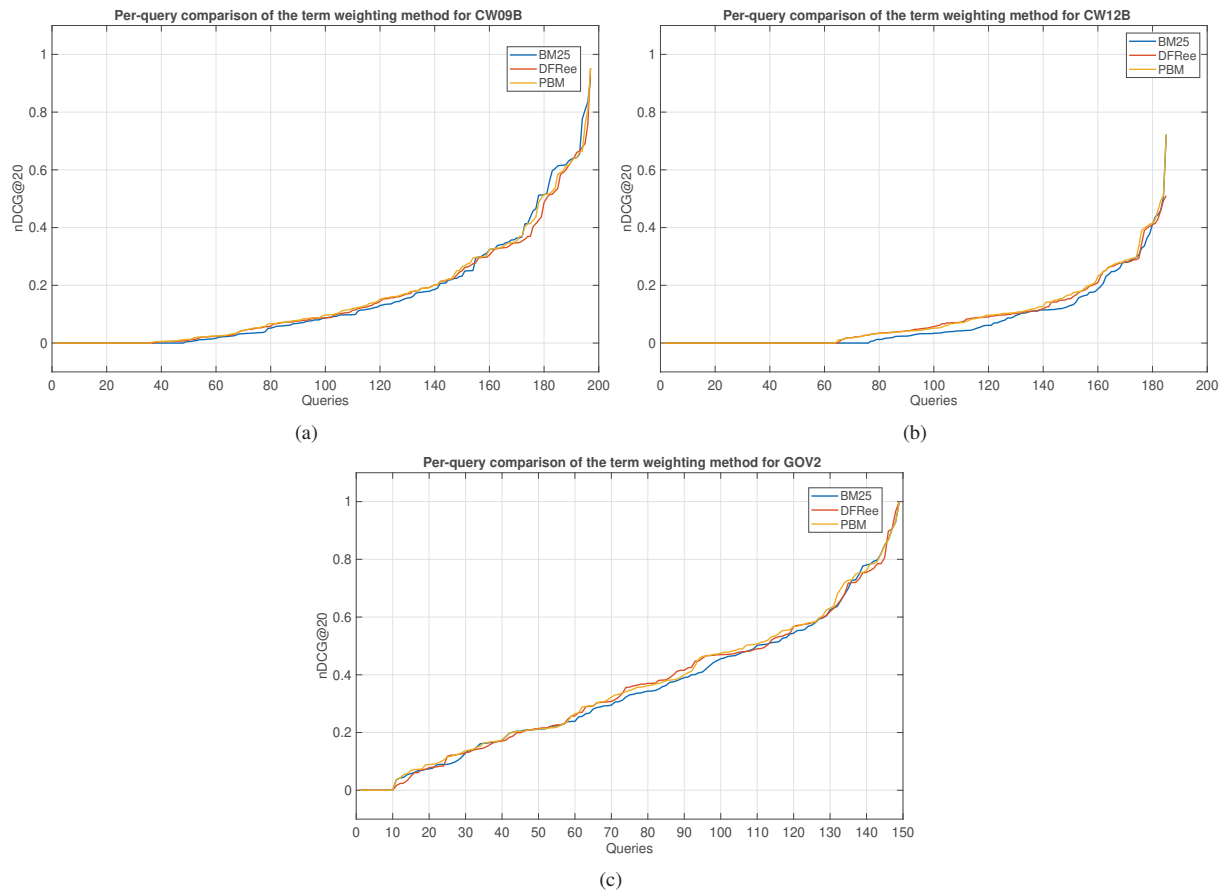 Per-query comparison of the term weighting method for CW09B
1
0.8
0.6
0.4
0.2
0
nDCG@20
BM25
DFRee
PBM
0 20 40 60 80 100 120 140 160 180 200
Queries
(a)
Per-query comparison of the term weighting method for CW12B
1
0.8
0.6
0.4
0.2
0
nDCG@20
BM25
DFRee
PBM
0 20 40 60 80 100 120 140 160 180 200
Queries
(b)
Per-query comparison of the term weighting method for GOV2
1
0.8
0.6
0.4
0.2
0
nDCG@20
BM25
DFRee
PBM
0 10 20 30 40 50 60 70 80 90 100 110 120 130 140 150
Queries
(c)